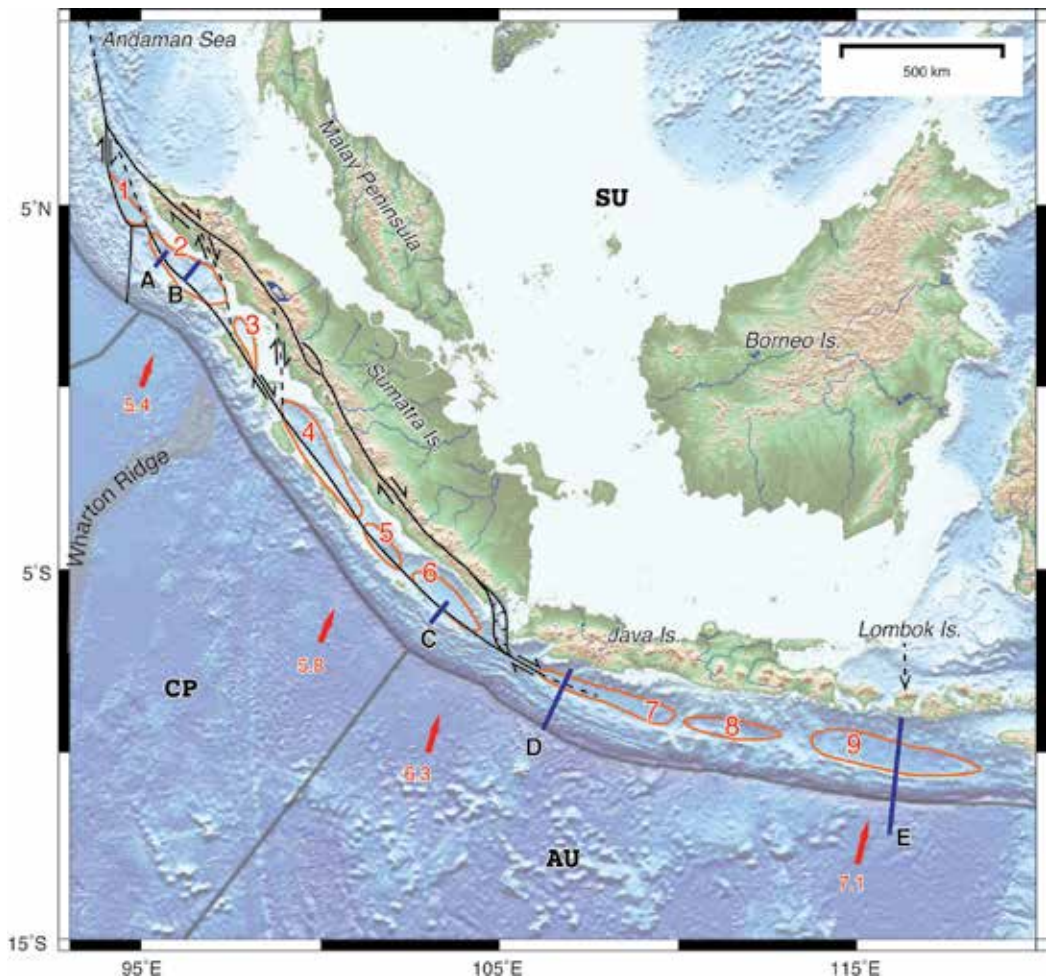 Andaman Sea
500 km
Malay Peninsula
SU
5°N
1
2
A
B
3
Borneo Is.
Sumatra Is.
5.4
4
Wharton Ridge
5
5°S
6
C
Java Is.
Lombok Is.
5.8
CP
7
8
9
D
6.3
E
AU
7.1
15°S
95°E
105°E
115°E